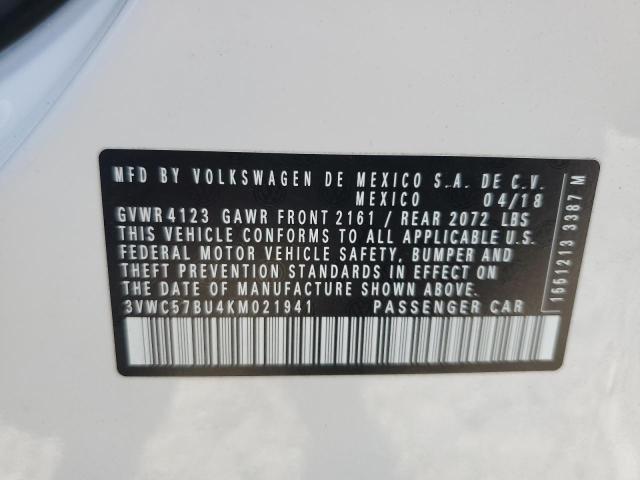 MFD BY VOLKSWAGEN DE MEXICO S.A. DE C.V.
MEXICO 04/18
GVWR 4123 GAWR FRONT 2161 / REAR 2072 LBS
THIS VEHICLE CONFORMS TO ALL APPLICABLE U.S.
FEDERAL MOTOR VEHICLE SAFETY, BUMPER AND
THEFT PREVENTION STANDARDS IN EFFECT ON
THE DATE OF MANUFACTURE SHOWN ABOVE.
3VWC57BU4KM021941 PASSENGER CAR
1551213 3387 M